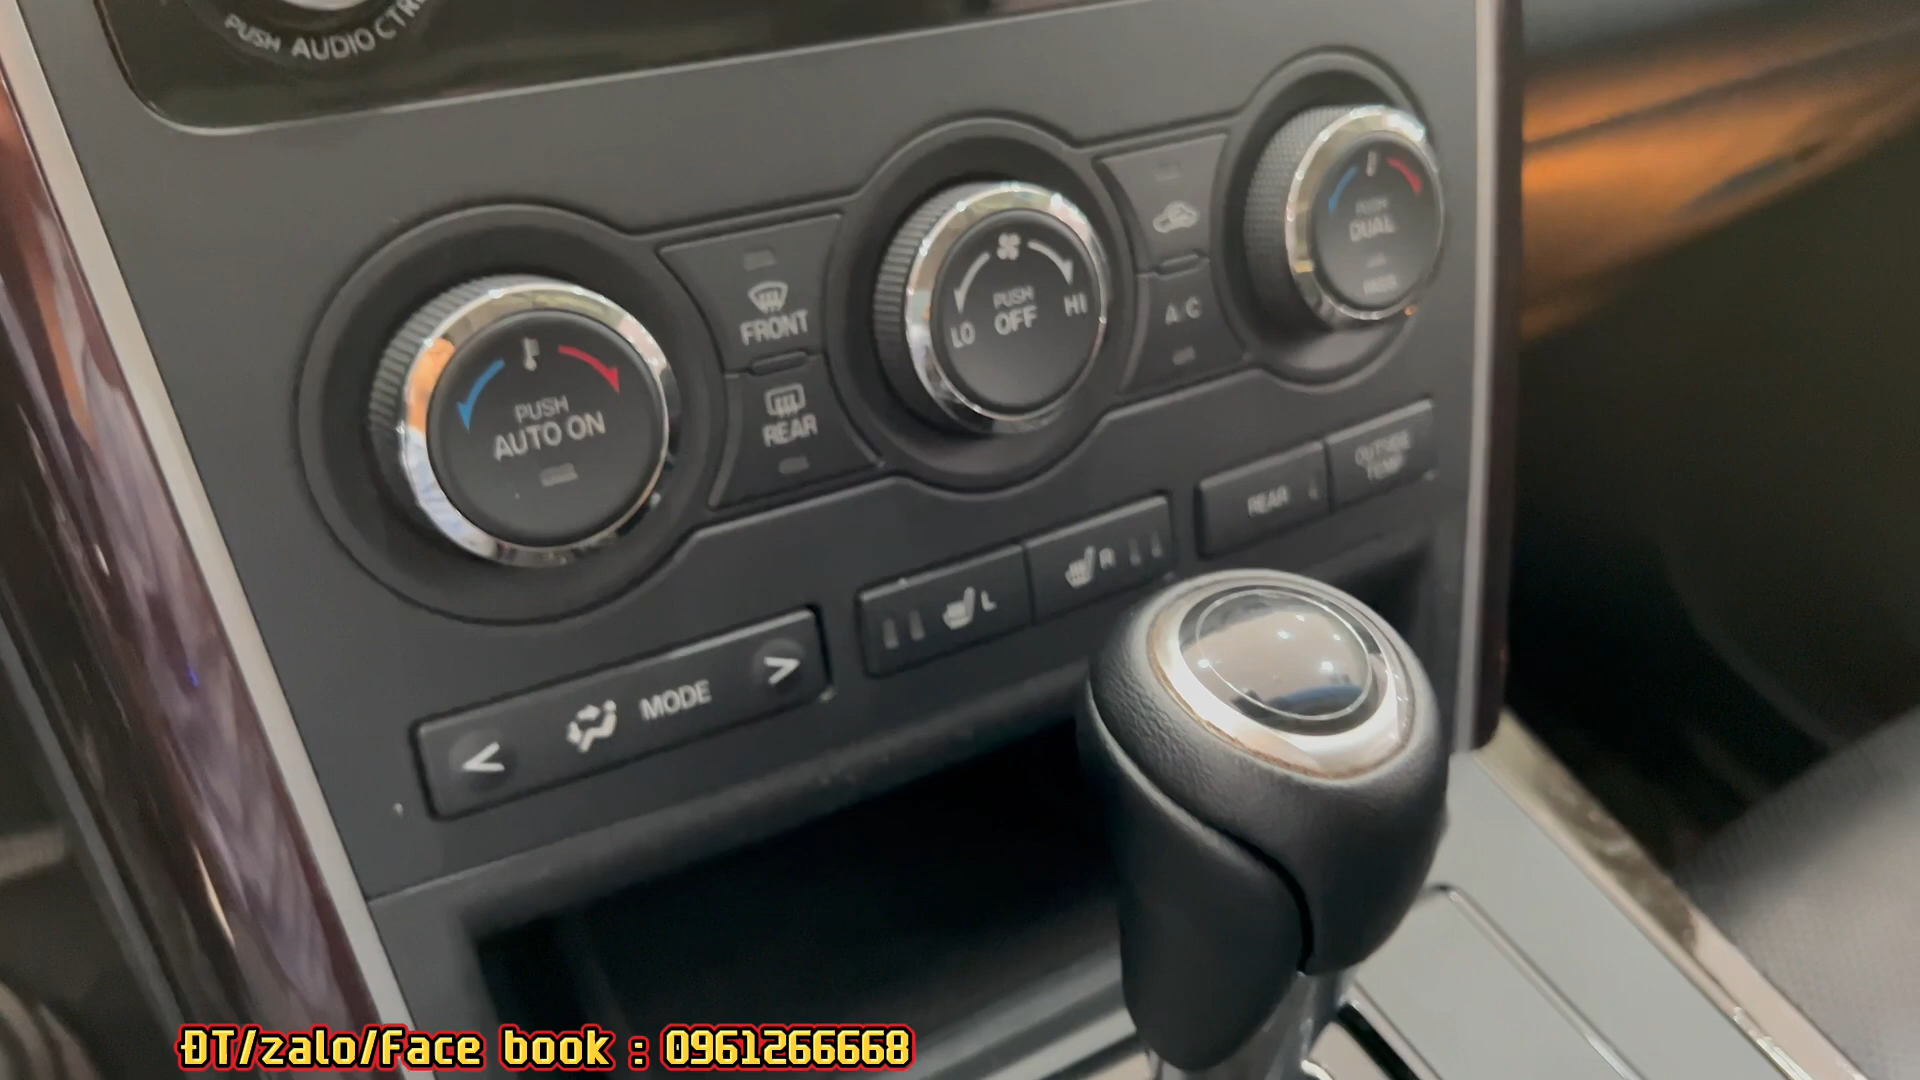 PUSH AUDIO CTRL
PUSH
AUTO ON
FRONT
REAR
PUSH
OFF
LO
HI
A/C
PUSH
DUAL
REAR
OUTSIDE
TEMP
L
R
< MODE >
ĐT/zalo/Face book : 0961266668